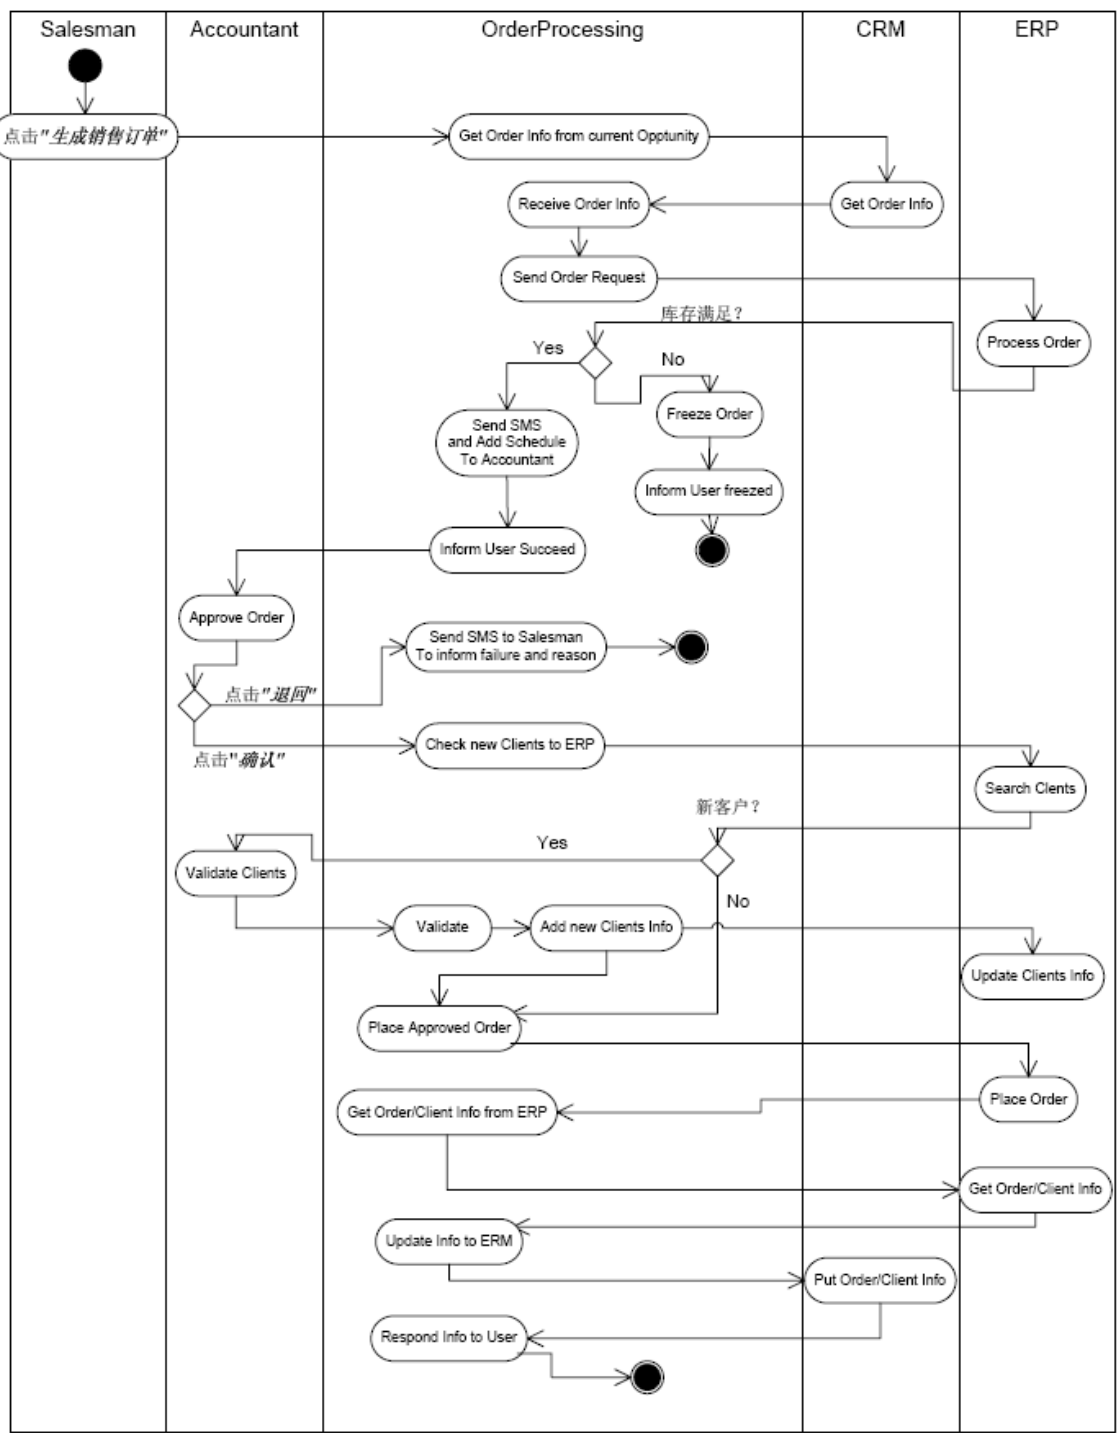 Salesman
Accountant
OrderProcessing
CRM
ERP
点击"生成销售订单"
Get Order Info from current Opptunity
Receive Order Info
Get Order Info
Send Order Request
库存满足？
Process Order
Yes
No
Send SMS
and Add Schedule
To Accountant
Freeze Order
Inform User freezed
Inform User Succeed
Approve Order
Send SMS to Salesman
To inform failure and reason
点击"退回"
点击"确认"
Check new Clients to ERP
Search Clents
新客户？
Yes
Validate Clients
No
Validate
Add new Clients Info
Update Clients Info
Place Approved Order
Place Order
Get Order/Client Info from ERP
Get Order/Client Info
Update Info to ERM
Put Order/Client Info
Respond Info to User